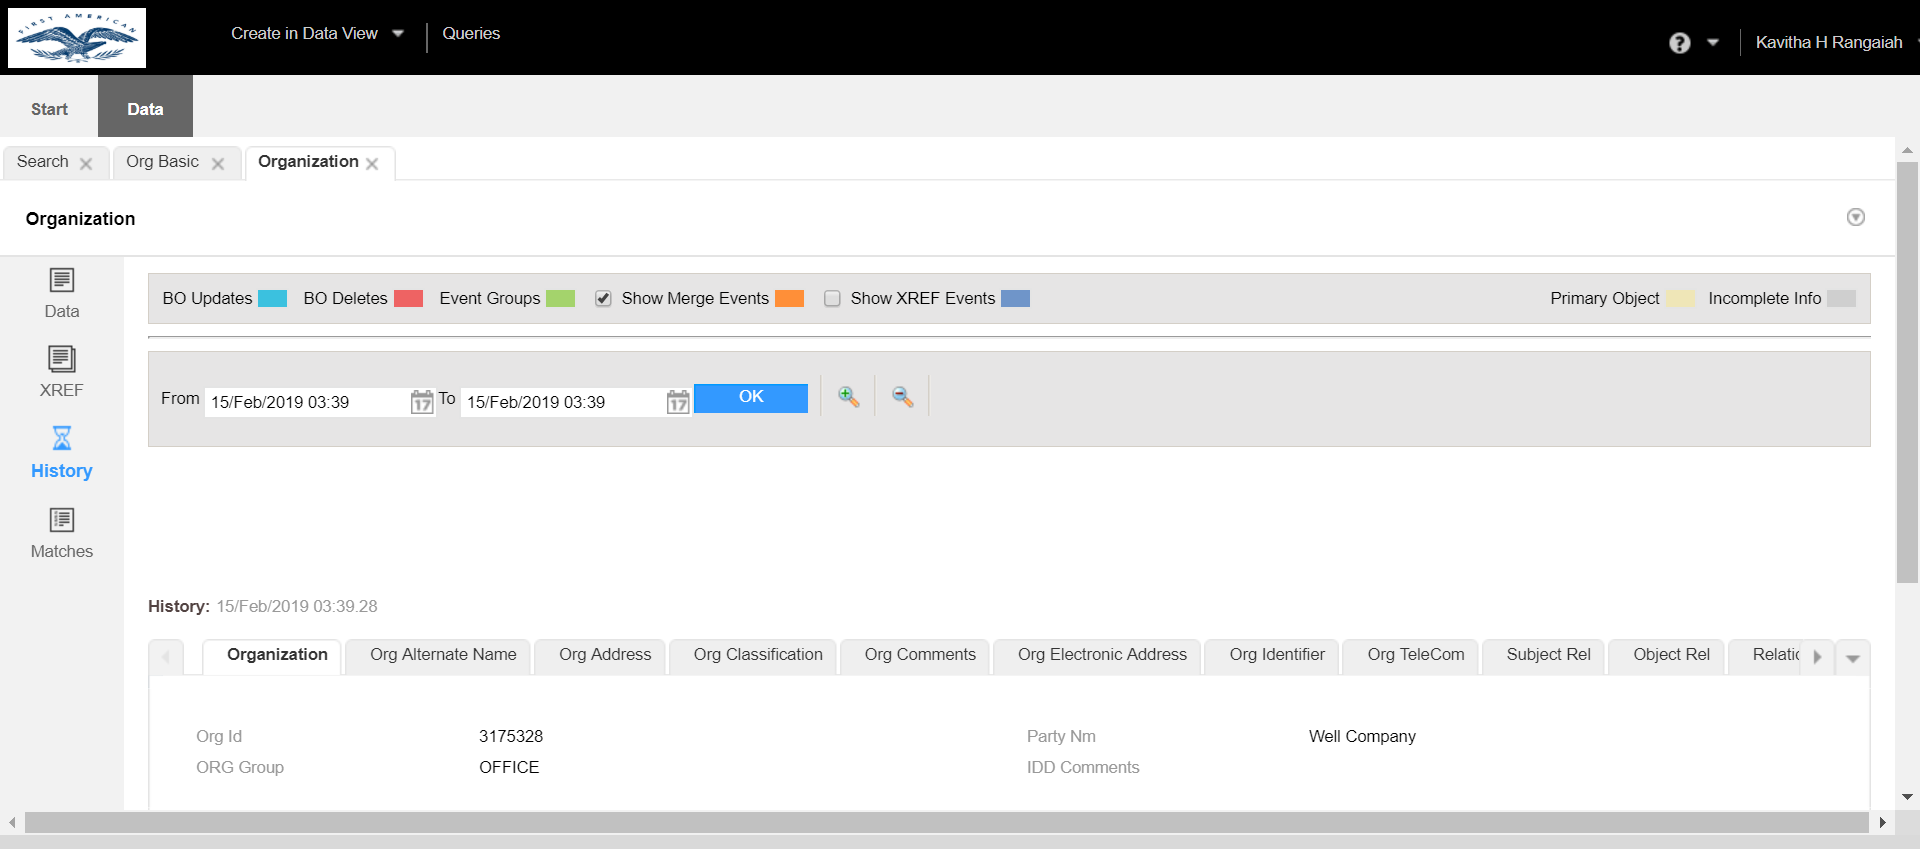 FIRST AMERICAN
Create in Data View
Queries
?
Kavitha H Rangaiah
Start
Data
Search
Org Basic
Organization
Organization
Data
XREF
History
Matches
BO Updates
BO Deletes
Event Groups
Show Merge Events
Show XREF Events
Primary Object
Incomplete Info
From
15/Feb/2019 03:39
17
To
15/Feb/2019 03:39
17
OK
History: 15/Feb/2019 03:39.28
Organization
Org Alternate Name
Org Address
Org Classification
Org Comments
Org Electronic Address
Org Identifier
Org TeleCom
Subject Rel
Object Rel
Org Id
3175328
Party Nm
Well Company
ORG Group
OFFICE
IDD Comments